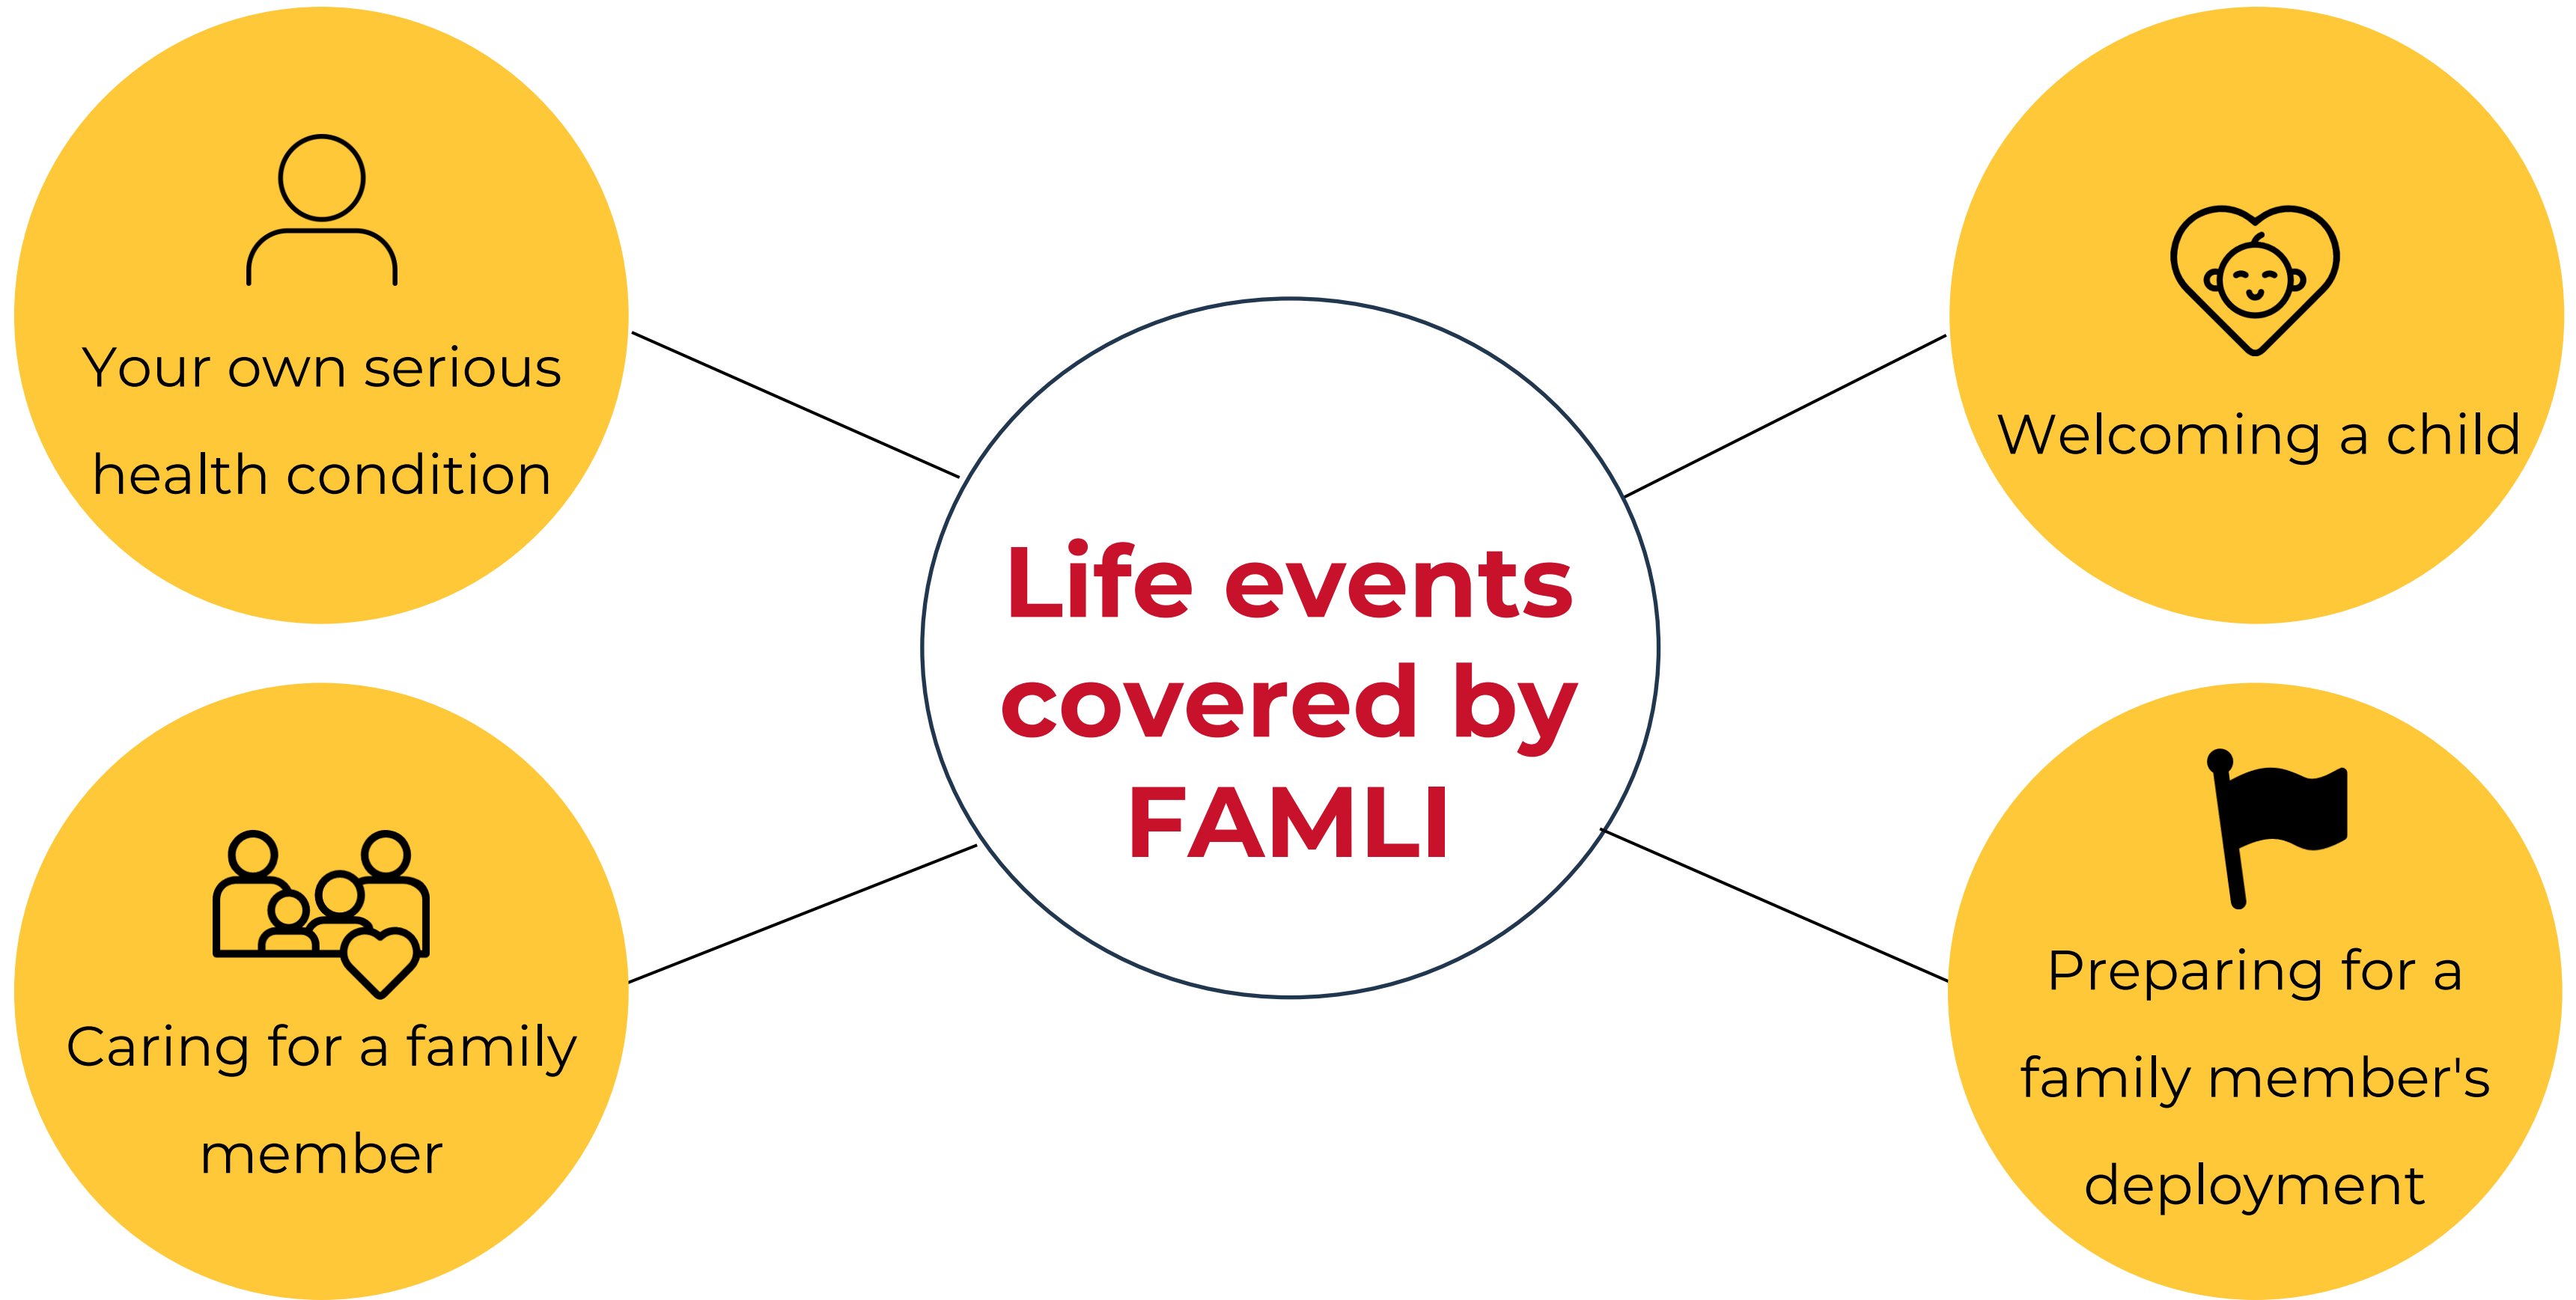 Your own serious
health condition
Welcoming a child
Life events
covered by
FAMLI
Caring for a family
member
Preparing for a
family member's
deployment